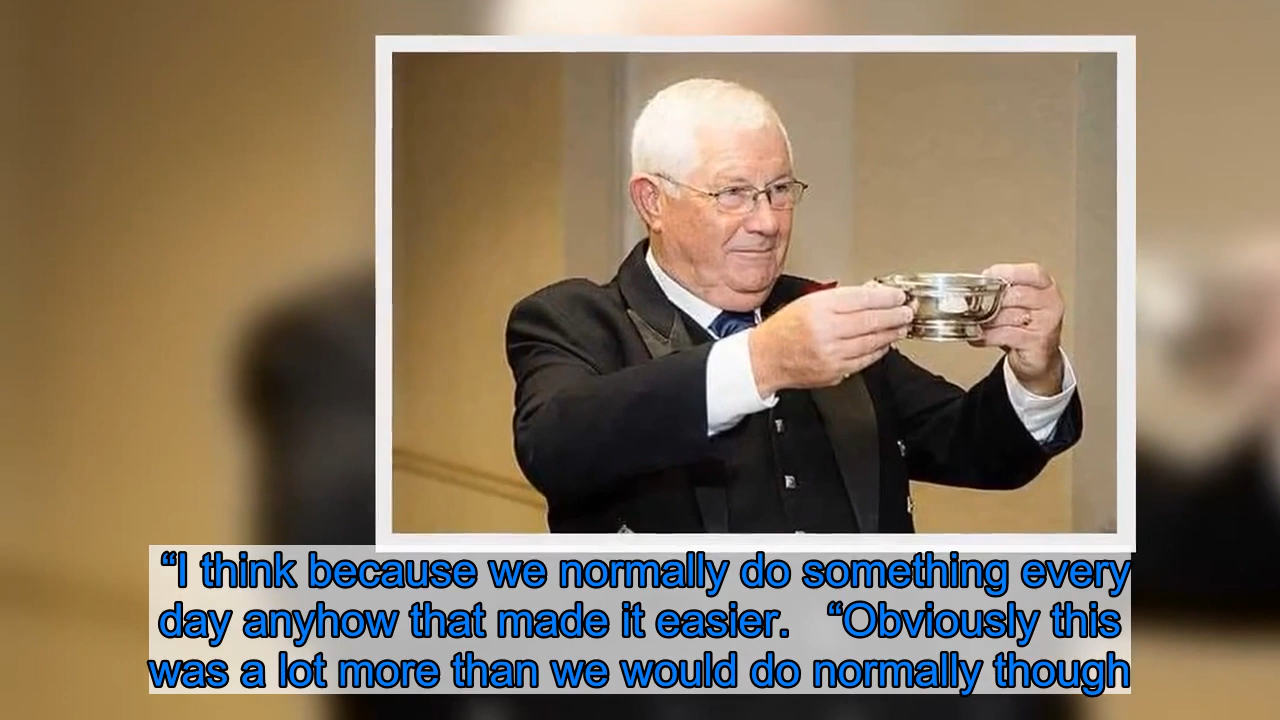 “I think because we normally do something every
day anyhow that made it easier. “Obviously this
was a lot more than we would do normally though